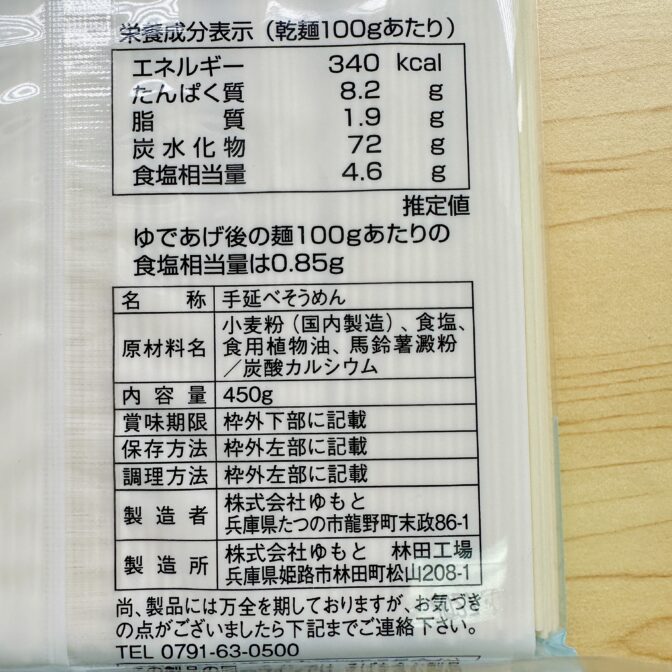 栄養成分表示（乾麺100gあたり）
エネルギー 340 kcal
たんぱく質 8.2 g
脂質 1.9 g
炭水化物 72 g
食塩相当量 4.6 g
推定値
ゆであげ後の麺100gあたりの
食塩相当量は0.85g
名称 手延べそうめん
原材料名 小麦粉（国内製造）、食塩、
食用植物油、馬鈴薯澱粉
／炭酸カルシウム
内容量 450g
賞味期限 枠外下部に記載
保存方法 枠外左部に記載
調理方法 枠外左部に記載
製造者 株式会社ゆもと
兵庫県たつの市龍野町末政86-1
製造所 株式会社ゆもと 林田工場
兵庫県姫路市林田町松山208-1
尚、製品には万全を期しておりますが、お気づき
の点がございましたら下記までご連絡下さい。
TEL 0791-63-0500